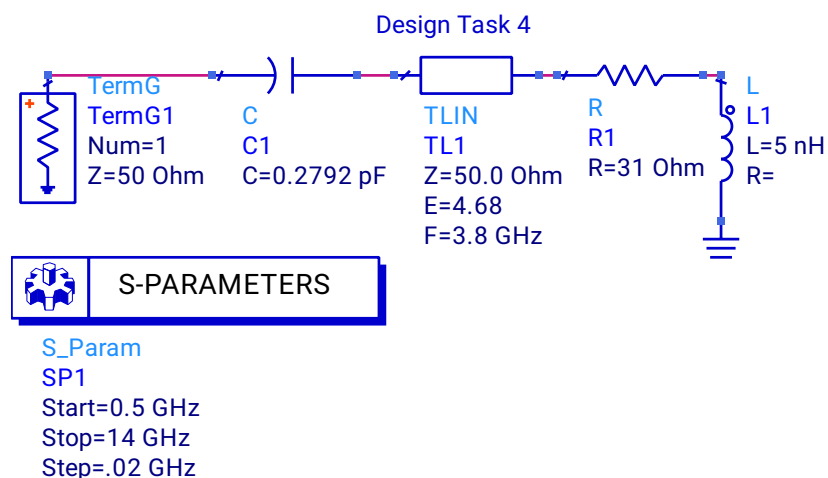 Design Task 4
TermG
TermG1
Num=1
Z=50 Ohm
C
C1
C=0.2792 pF
TLIN
TL1
Z=50.0 Ohm
E=4.68
F=3.8 GHz
R
R1
R=31 Ohm
L
L1
L=5 nH
R=
S-PARAMETERS
S_Param
SP1
Start=0.5 GHz
Stop=14 GHz
Step=.02 GHz